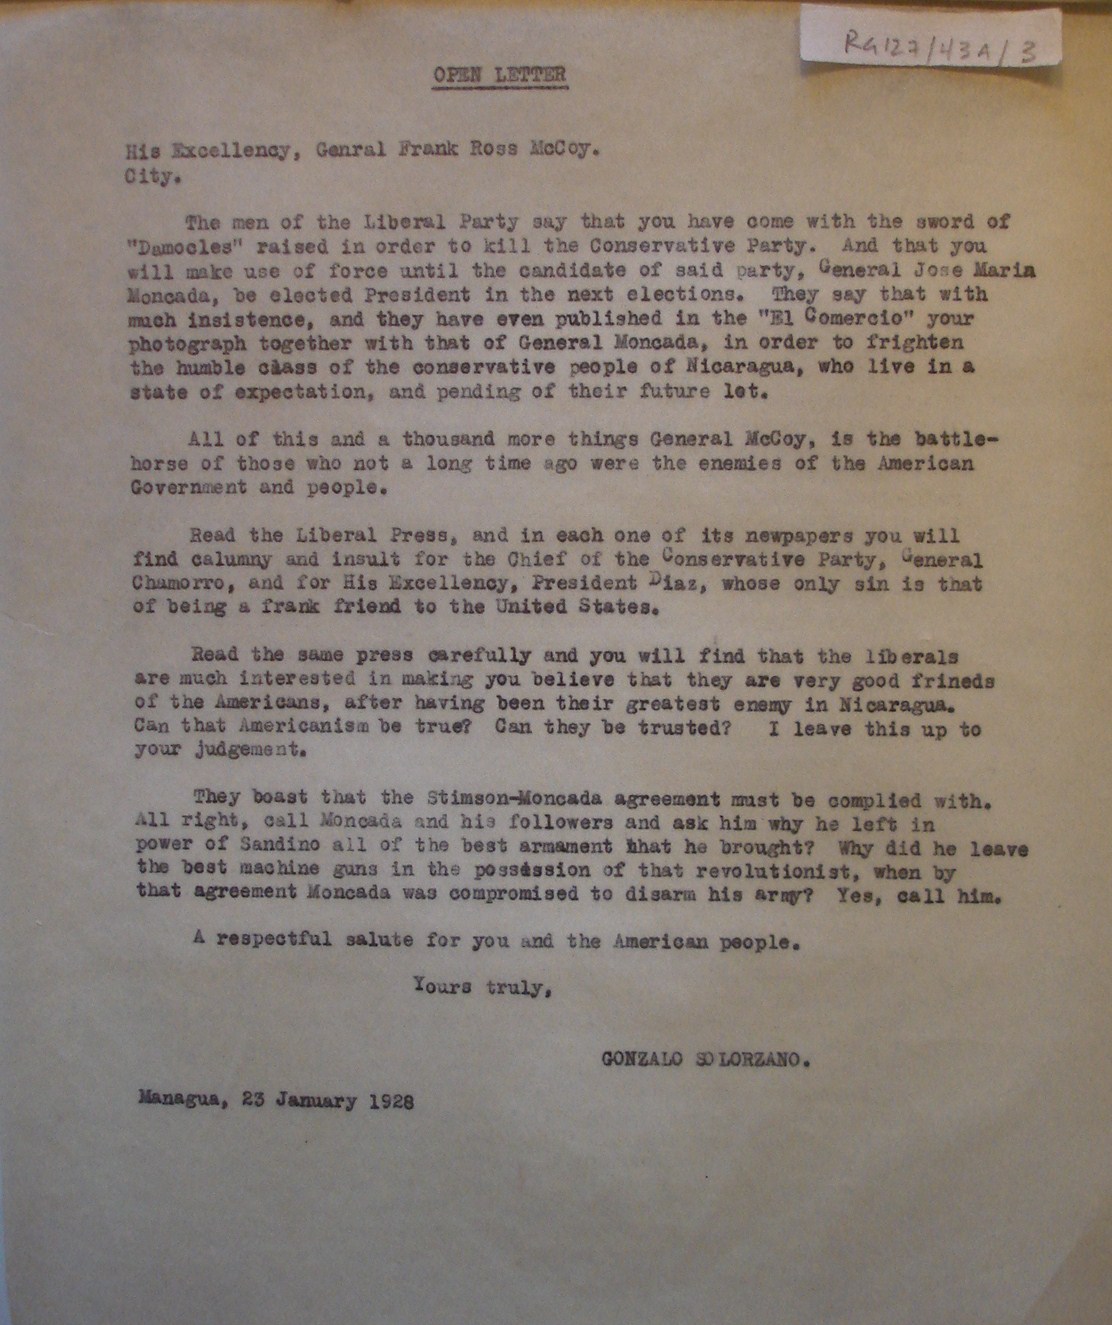 RG127/43A/3
OPEN LETTER
His Excellency, Genral Frank Ross McCoy.
City.
The men of the Liberal Party say that you have come with the sword of
"Damocles" raised in order to kill the Conservative Party. And that you
will make use of force until the candidate of said party, General Jose Maria
Moncada, be elected President in the next elections. They say that with
much insistence, and they have even published in the "El Comercio" your
photograph together with that of General Moncada, in order to frighten
the humble class of the conservative people of Nicaragua, who live in a
state of expectation, and pending of their future lot.
All of this and a thousand more things General McCoy, is the battle-
horse of those who not a long time ago were the enemies of the American
Government and people.
Read the Liberal Press, and in each one of its newpapers you will
find calumny and insult for the Chief of the Conservative Party, General
Chamorro, and for His Excellency, President Diaz, whose only sin is that
of being a frank friend to the United States.
Read the same press carefully and you will find that the liberals
are much interested in making you believe that they are very good frineds
of the Americans, after having been their greatest enemy in Nicaragua.
Can that Americanism be true? Can they be trusted? I leave this up to
your judgement.
They boast that the Stimson-Moncada agreement must be complied with.
All right, call Moncada and his followers and ask him why he left in
power of Sandino all of the best armament that he brought? Why did he leave
the best machine guns in the possession of that revolutionist, when by
that agreement Moncada was compromised to disarm his army? Yes, call him.
A respectful salute for you and the American people.
Yours truly,
GONZALO SOLORZANO.
Managua, 23 January 1928